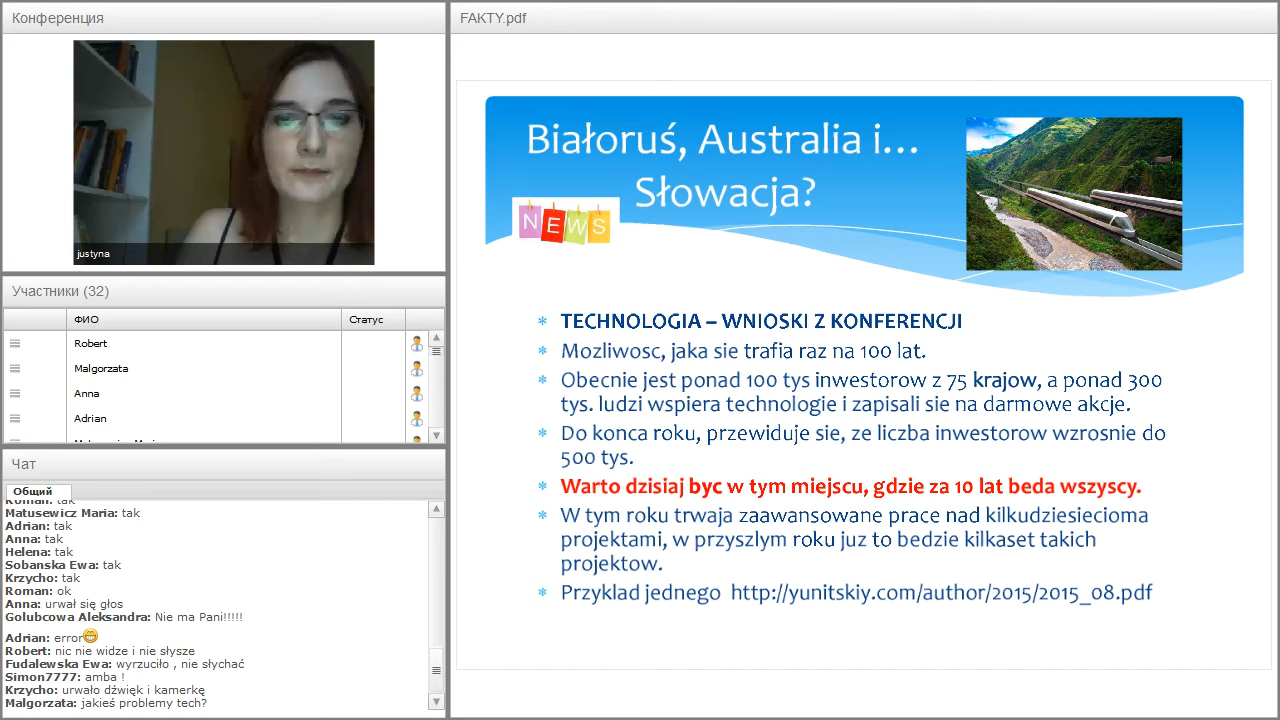 Конференция
justyna
Участники (32)
ФИО
Статус
Robert
Malgorzata
Anna
Adrian
Чат
Общий
Roman: tak
Matusewicz Maria: tak
Adrian: tak
Anna: tak
Helena: tak
Sobanska Ewa: tak
Krzycho: tak
Roman: ok
Anna: urwał się głos
Golubcowa Aleksandra: Nie ma Pani!!!!!
Adrian: error
Robert: nic nie widze i nie słysze
Fudalewska Ewa: wyrzuciło , nie słychać
Simon7777: amba !
Krzycho: urwało dźwięk i kamerkę
Malgorzata: jakieś problemy tech?
FAKTY.pdf
Białoruś, Australia i...
Słowacja?
NEWS
TECHNOLOGIA – WNIOSKI Z KONFERENCJI
Mozliwosc, jaka sie trafia raz na 100 lat.
Obecnie jest ponad 100 tys inwestorow z 75 krajow, a ponad 300
tys. ludzi wspiera technologie i zapisali sie na darmowe akcje.
Do konca roku, przewiduje sie, ze liczba inwestorow wzrosnie do
500 tys.
Warto dzisiaj byc w tym miejscu, gdzie za 10 lat beda wszyscy.
W tym roku trwaja zaawansowane prace nad kilkudziesiecioma
projektami, w przyszlym roku juz to bedzie kilkaset takich
projektow.
Przyklad jednego http://yunitskiy.com/author/2015/2015_08.pdf